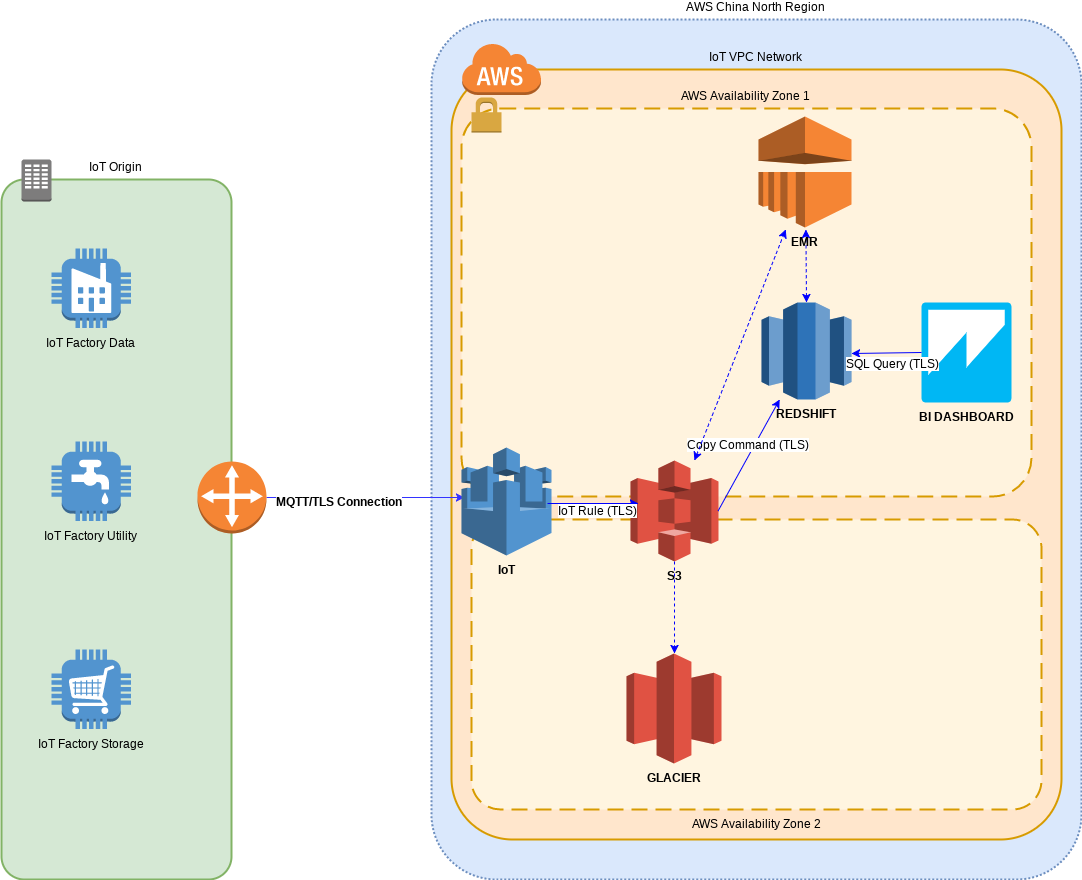 AWS China North Region
IoT VPC Network
AWS
AWS Availability Zone 1
IoT Origin
EMR
IoT Factory Data
SQL Query (TLS)
REDSHIFT
BI DASHBOARD
Copy Command (TLS)
MQTT/TLS Connection
IoT Rule (TLS)
IoT Factory Utility
IoT
S3
IoT Factory Storage
GLACIER
AWS Availability Zone 2